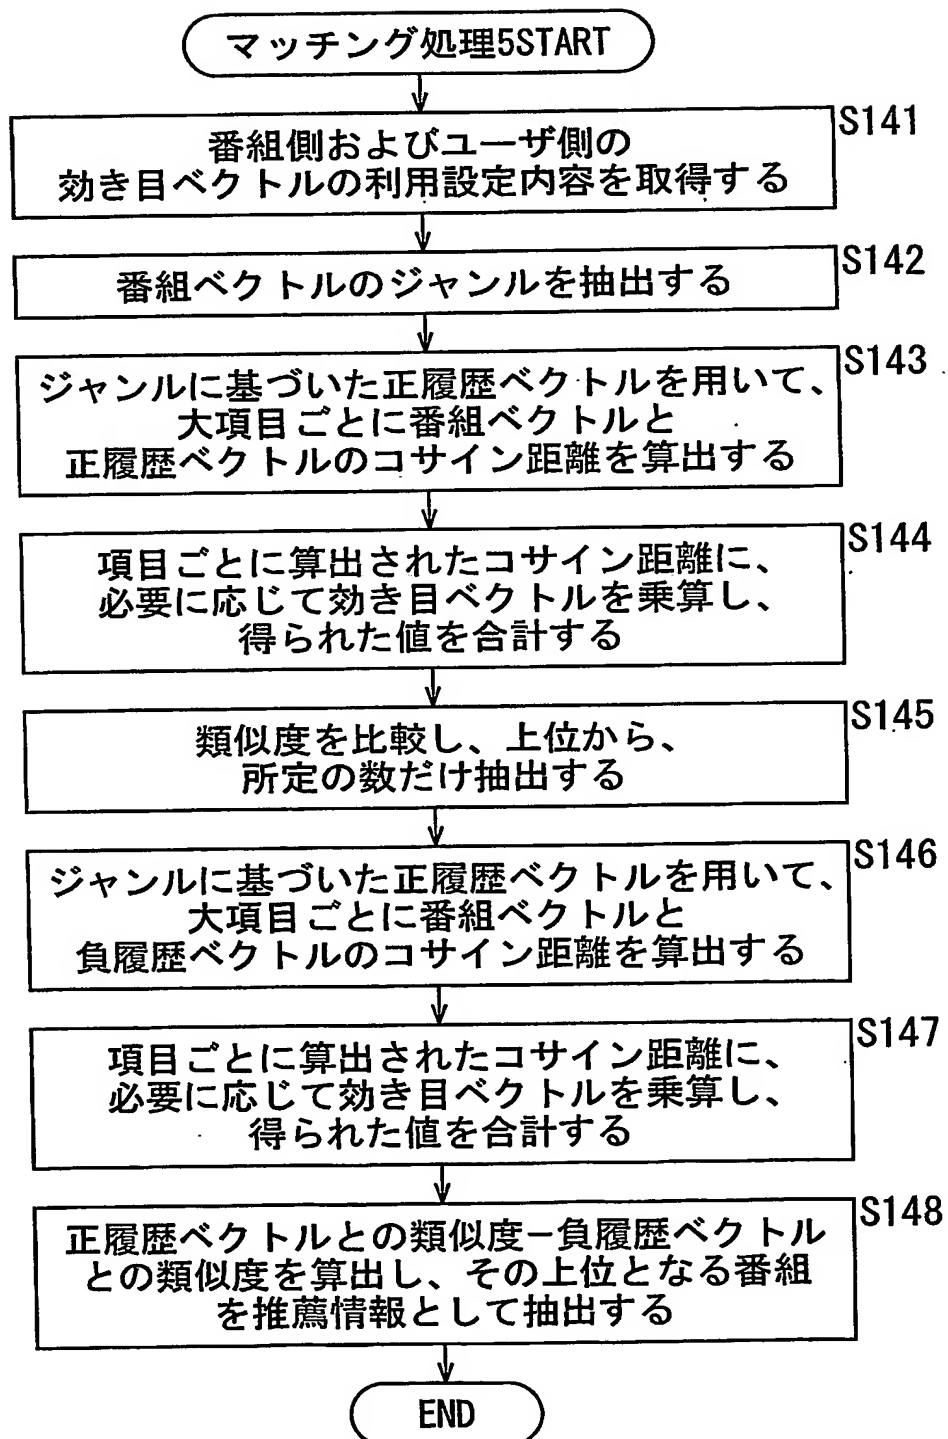 マッチング処理5START
S141
番組側およびユーザ側の
効き目ベクトルの利用設定内容を取得する
S142
番組ベクトルのジャンルを抽出する
S143
ジャンルに基づいた正履歴ベクトルを用いて、
大項目ごとに番組ベクトルと
正履歴ベクトルのコサイン距離を算出する
S144
項目ごとに算出されたコサイン距離に、
必要に応じて効き目ベクトルを乗算し、
得られた値を合計する
S145
類似度を比較し、上位から、
所定の数だけ抽出する
S146
ジャンルに基づいた正履歴ベクトルを用いて、
大項目ごとに番組ベクトルと
負履歴ベクトルのコサイン距離を算出する
S147
項目ごとに算出されたコサイン距離に、
必要に応じて効き目ベクトルを乗算し、
得られた値を合計する
S148
正履歴ベクトルとの類似度-負履歴ベクトル
との類似度を算出し、その上位となる番組
を推薦情報として抽出する
END